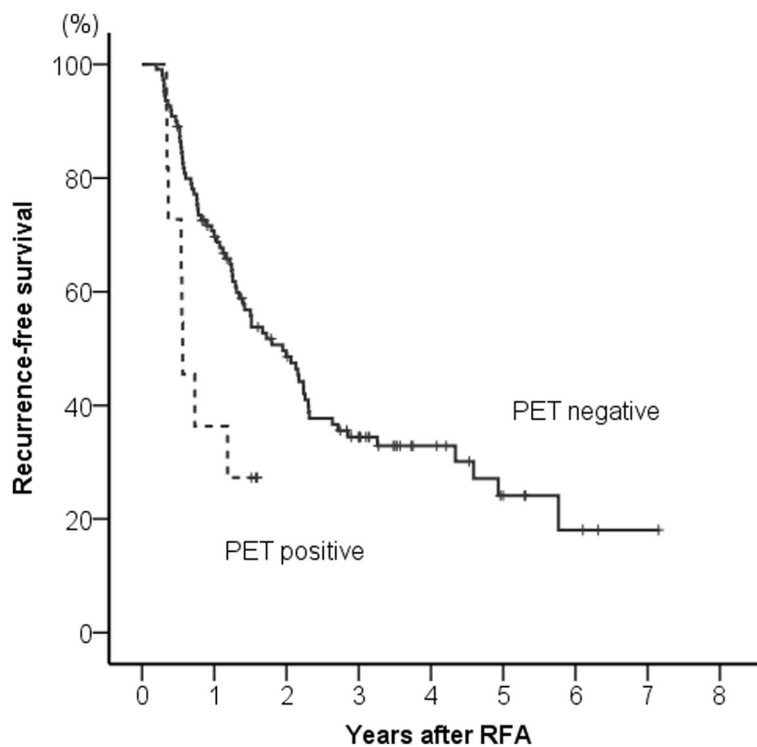 (%)
100
80
60
40
20
0
Recurrence-free survival
PET negative
PET positive
0 1 2 3 4 5 6 7 8
Years after RFA